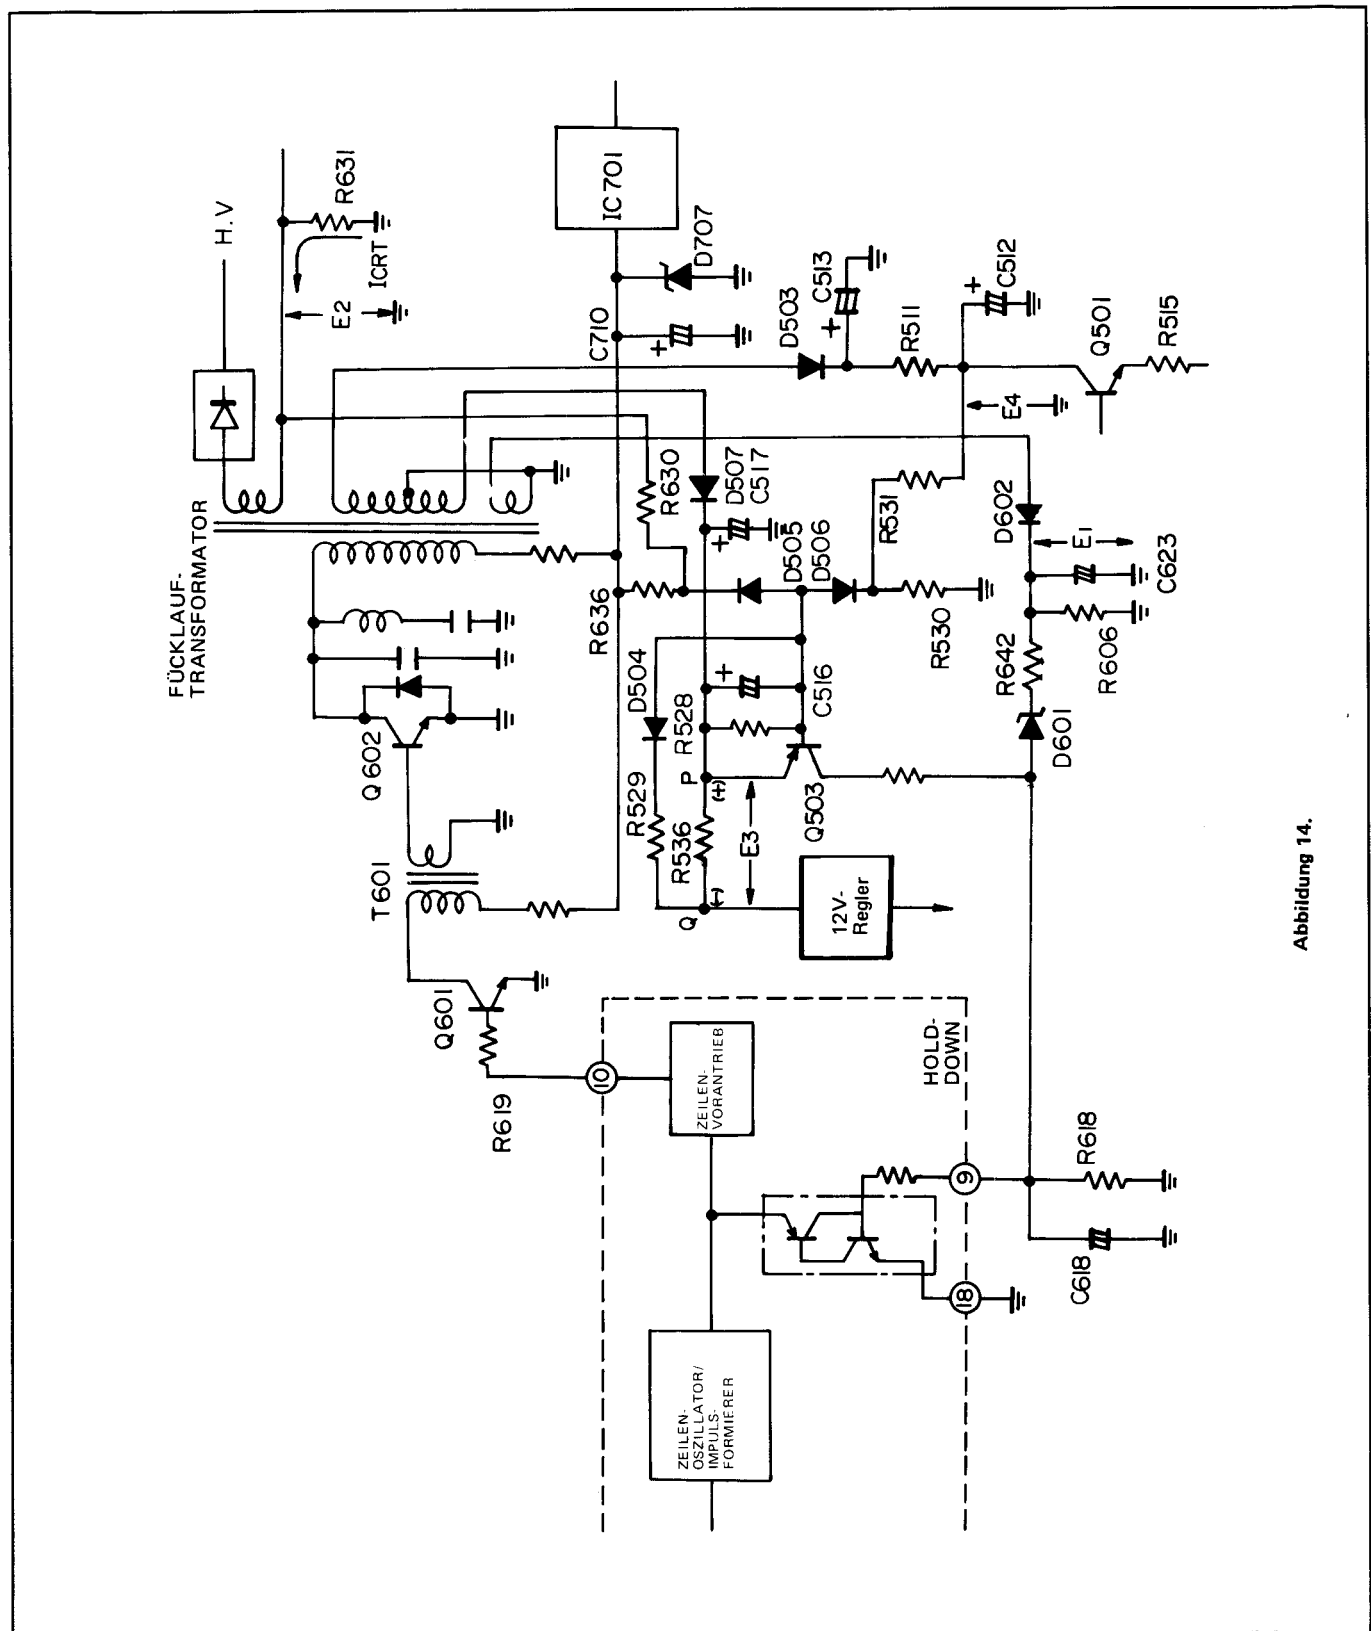 FÜCKLAUF-
TRANSFORMATOR
H.V
R631
ICRT
E2
IC701
D707
C710
D503
C513
+
R511
+
C512
Q501
R515
E4
R630
D507
C517
+
R531
D602
E1
C623
R636
D505
D506
R530
R642
R606
D504
R528
+
C516
D601
Q602
R529
P
(+)
Q503
R536
E3
T601
Q
(-)
12V-
Regler
Q601
R619
10
ZEILEN-
VORANTRIEB
HOLD-
DOWN
9
R618
18
C618
ZEILEN-
OSZILLATOR/
IMPULS-
FORMIERER
+
Abbildung 14.